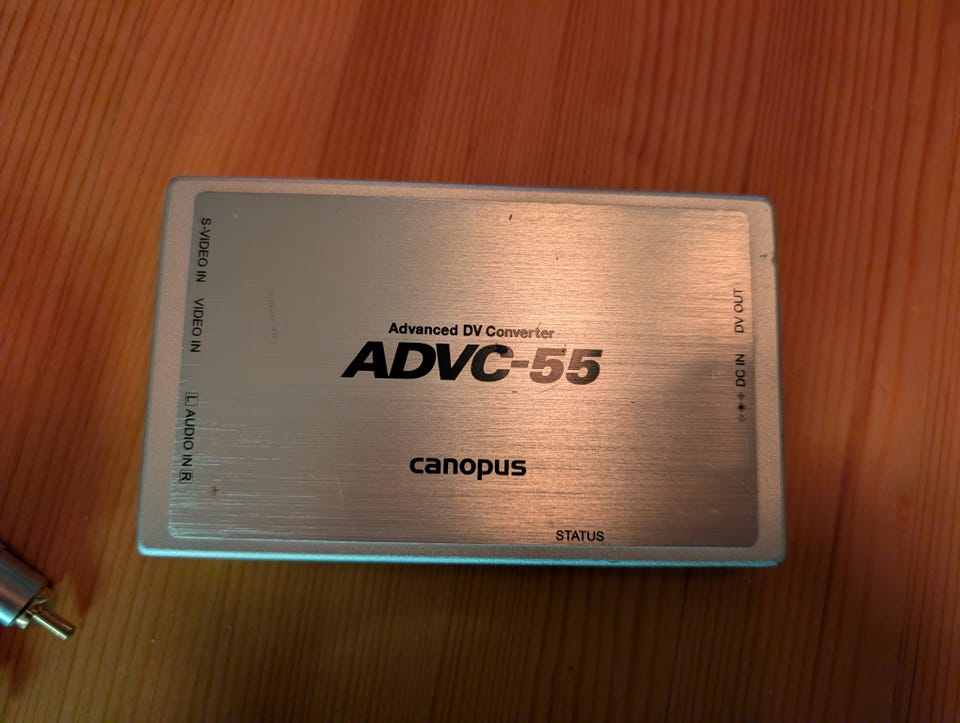 S-VIDEO IN
VIDEO IN
L AUDIO IN R
Advanced DV Converter
ADVC-55
canopus
STATUS
DV OUT
DC IN